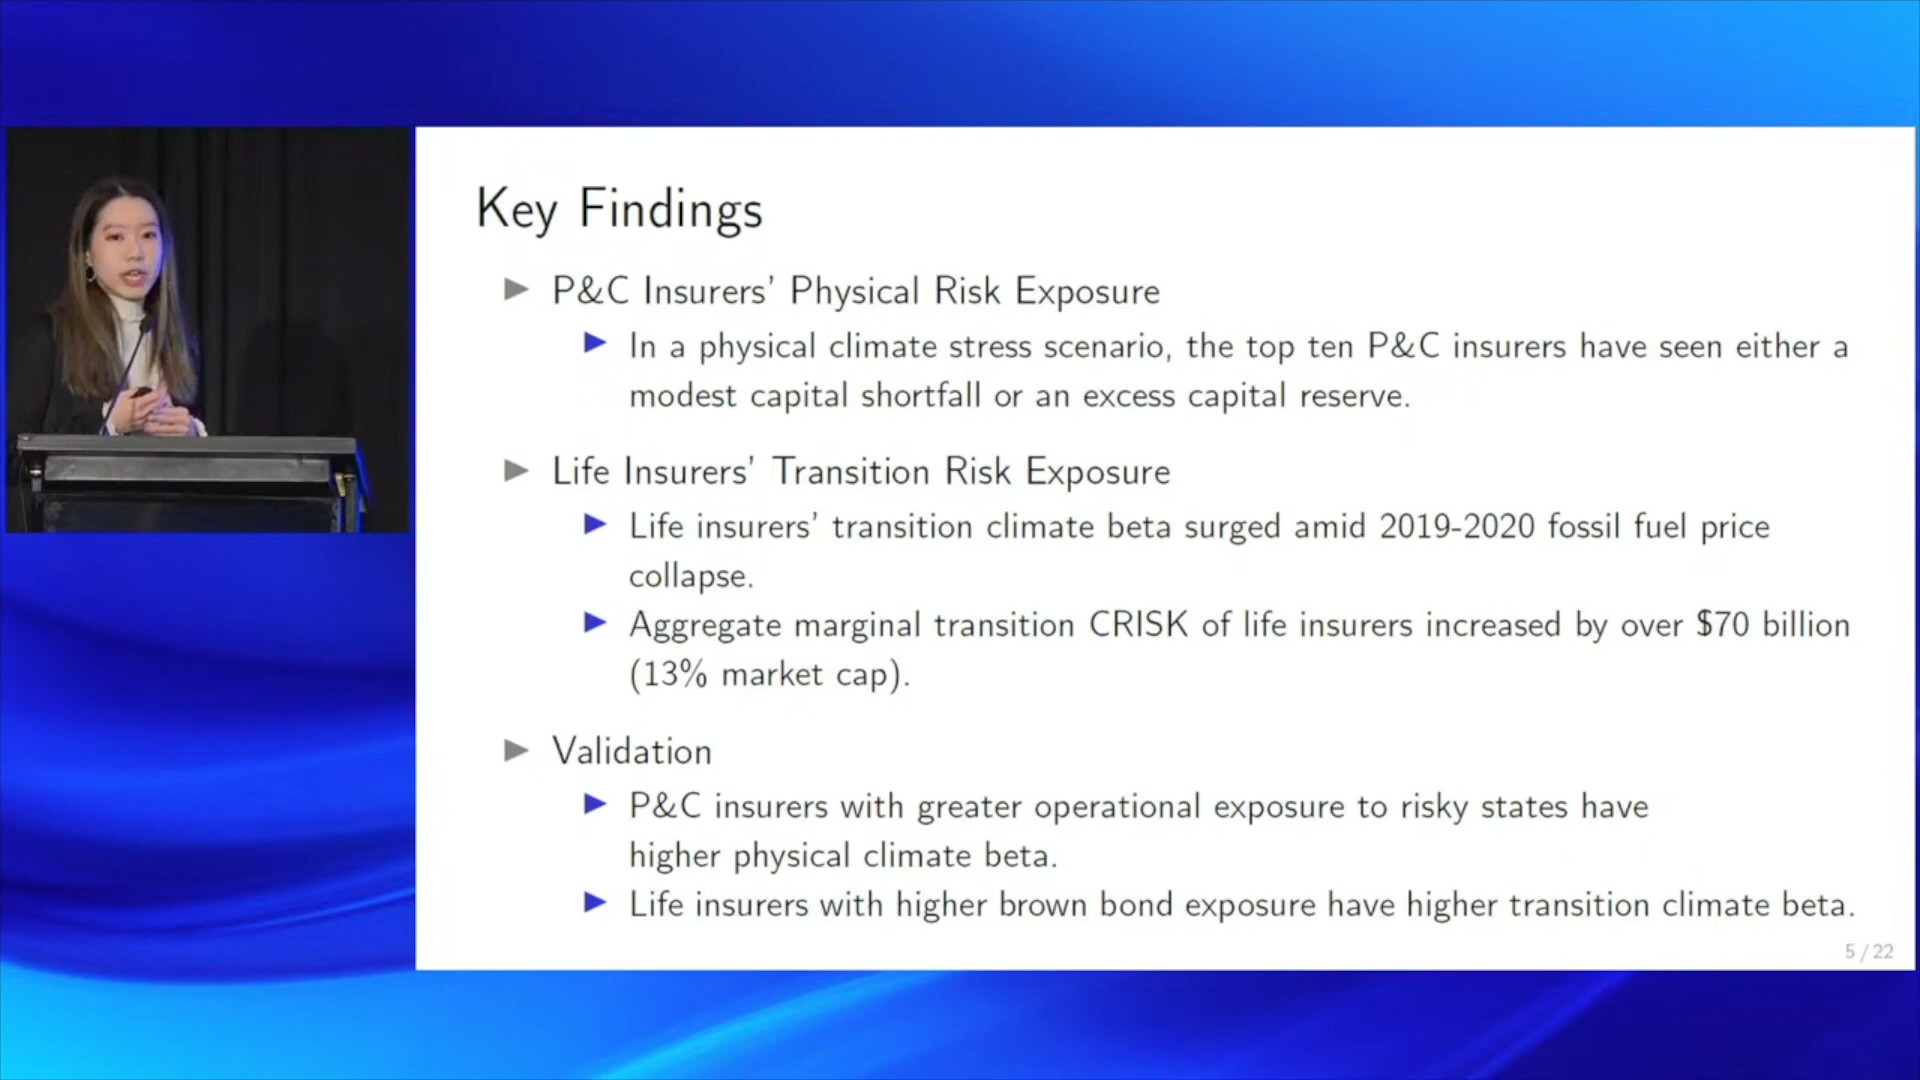 Key Findings
P&C Insurers' Physical Risk Exposure
In a physical climate stress scenario, the top ten P&C insurers have seen either a
modest capital shortfall or an excess capital reserve.
Life Insurers' Transition Risk Exposure
Life insurers' transition climate beta surged amid 2019-2020 fossil fuel price
collapse.
Aggregate marginal transition CRISK of life insurers increased by over $70 billion
(13% market cap).
Validation
P&C insurers with greater operational exposure to risky states have
higher physical climate beta.
Life insurers with higher brown bond exposure have higher transition climate beta.
5 / 22